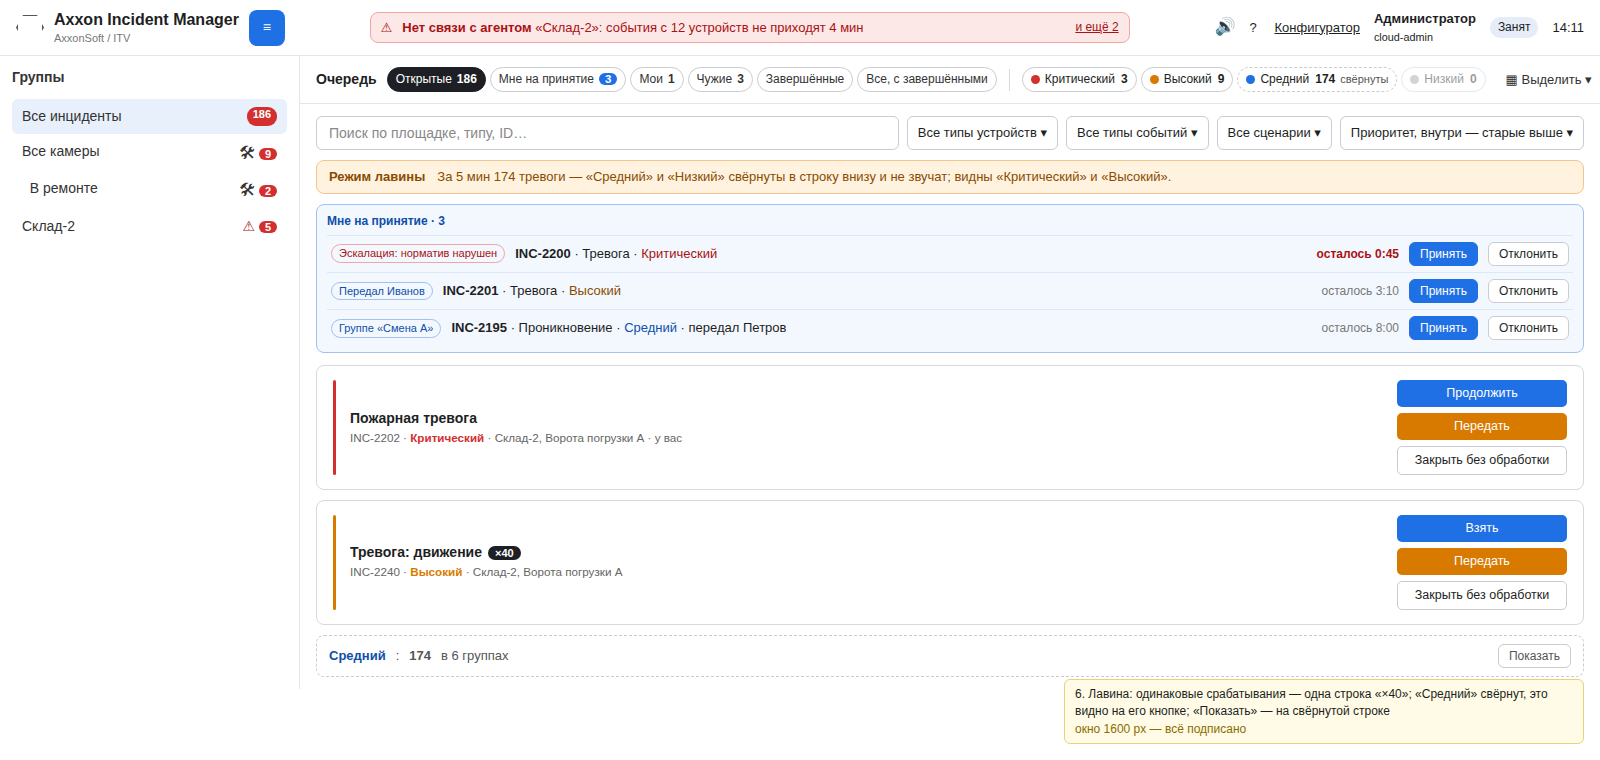 Axxon Incident Manager
AxxonSoft / ITV
≡
⚠ Нет связи с агентом «Склад-2»: события с 12 устройств не приходят 4 мин
и ещё 2
?
Конфигуратор
Администратор
cloud-admin
Занят
14:11
Группы
Все инциденты 186
Все камеры 9
В ремонте 2
Склад-2 ⚠ 5
Очередь Открытые 186 Мне на принятие 3 Мои 1 Чужие 3 Завершённые Все, с завершёнными Критический 3 Высокий 9 Средний 174 свёрнуты Низкий 0 ▦ Выделить ▾
Поиск по площадке, типу, ID… Все типы устройств ▾ Все типы событий ▾ Все сценарии ▾ Приоритет, внутри — старые выше ▾
Режим лавины За 5 мин 174 тревоги — «Средний» и «Низкий» свёрнуты в строку внизу и не звучат; видны «Критический» и «Высокий».
Мне на принятие · 3
Эскалация: норматив нарушен INC-2200 · Тревога · Критический осталось 0:45 Принять Отклонить
Передал Иванов INC-2201 · Тревога · Высокий осталось 3:10 Принять Отклонить
Группе «Смена А» INC-2195 · Проникновение · Средний · передал Петров осталось 8:00 Принять Отклонить
Пожарная тревога
INC-2202 · Критический · Склад-2, Ворота погрузки А · у вас
Продолжить
Передать
Закрыть без обработки
Тревога: движение ×40
INC-2240 · Высокий · Склад-2, Ворота погрузки А
Взять
Передать
Закрыть без обработки
Средний : 174 в 6 группах Показать
6. Лавина: одинаковые срабатывания — одна строка «×40»; «Средний» свёрнут, это
видно на его кнопке; «Показать» — на свёрнутой строке
окно 1600 px — всё подписано